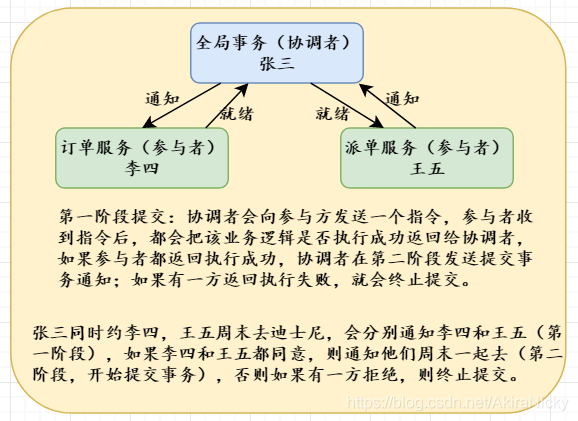 全局事务（协调者）
张三
通知
就绪
就绪
通知
订单服务（参与者）
李四
派单服务（参与者）
王五
第一阶段提交：协调者会向参与方发送一个指令，参与者收
到指令后，都会把该业务逻辑是否执行成功返回给协调者，
如果参与者都返回执行成功，协调者在第二阶段发送提交事
务通知；如果有一方返回执行失败，就会终止提交。
张三同时约李四，王五周末去迪士尼，会分别通知李四和王五（第
一阶段），如果李四和王五都同意，则通知他们周末一起去（第二
阶段，开始提交事务），否则如果有一方拒绝，则终止提交。
https://blog.csdn.net/AkiraNicky